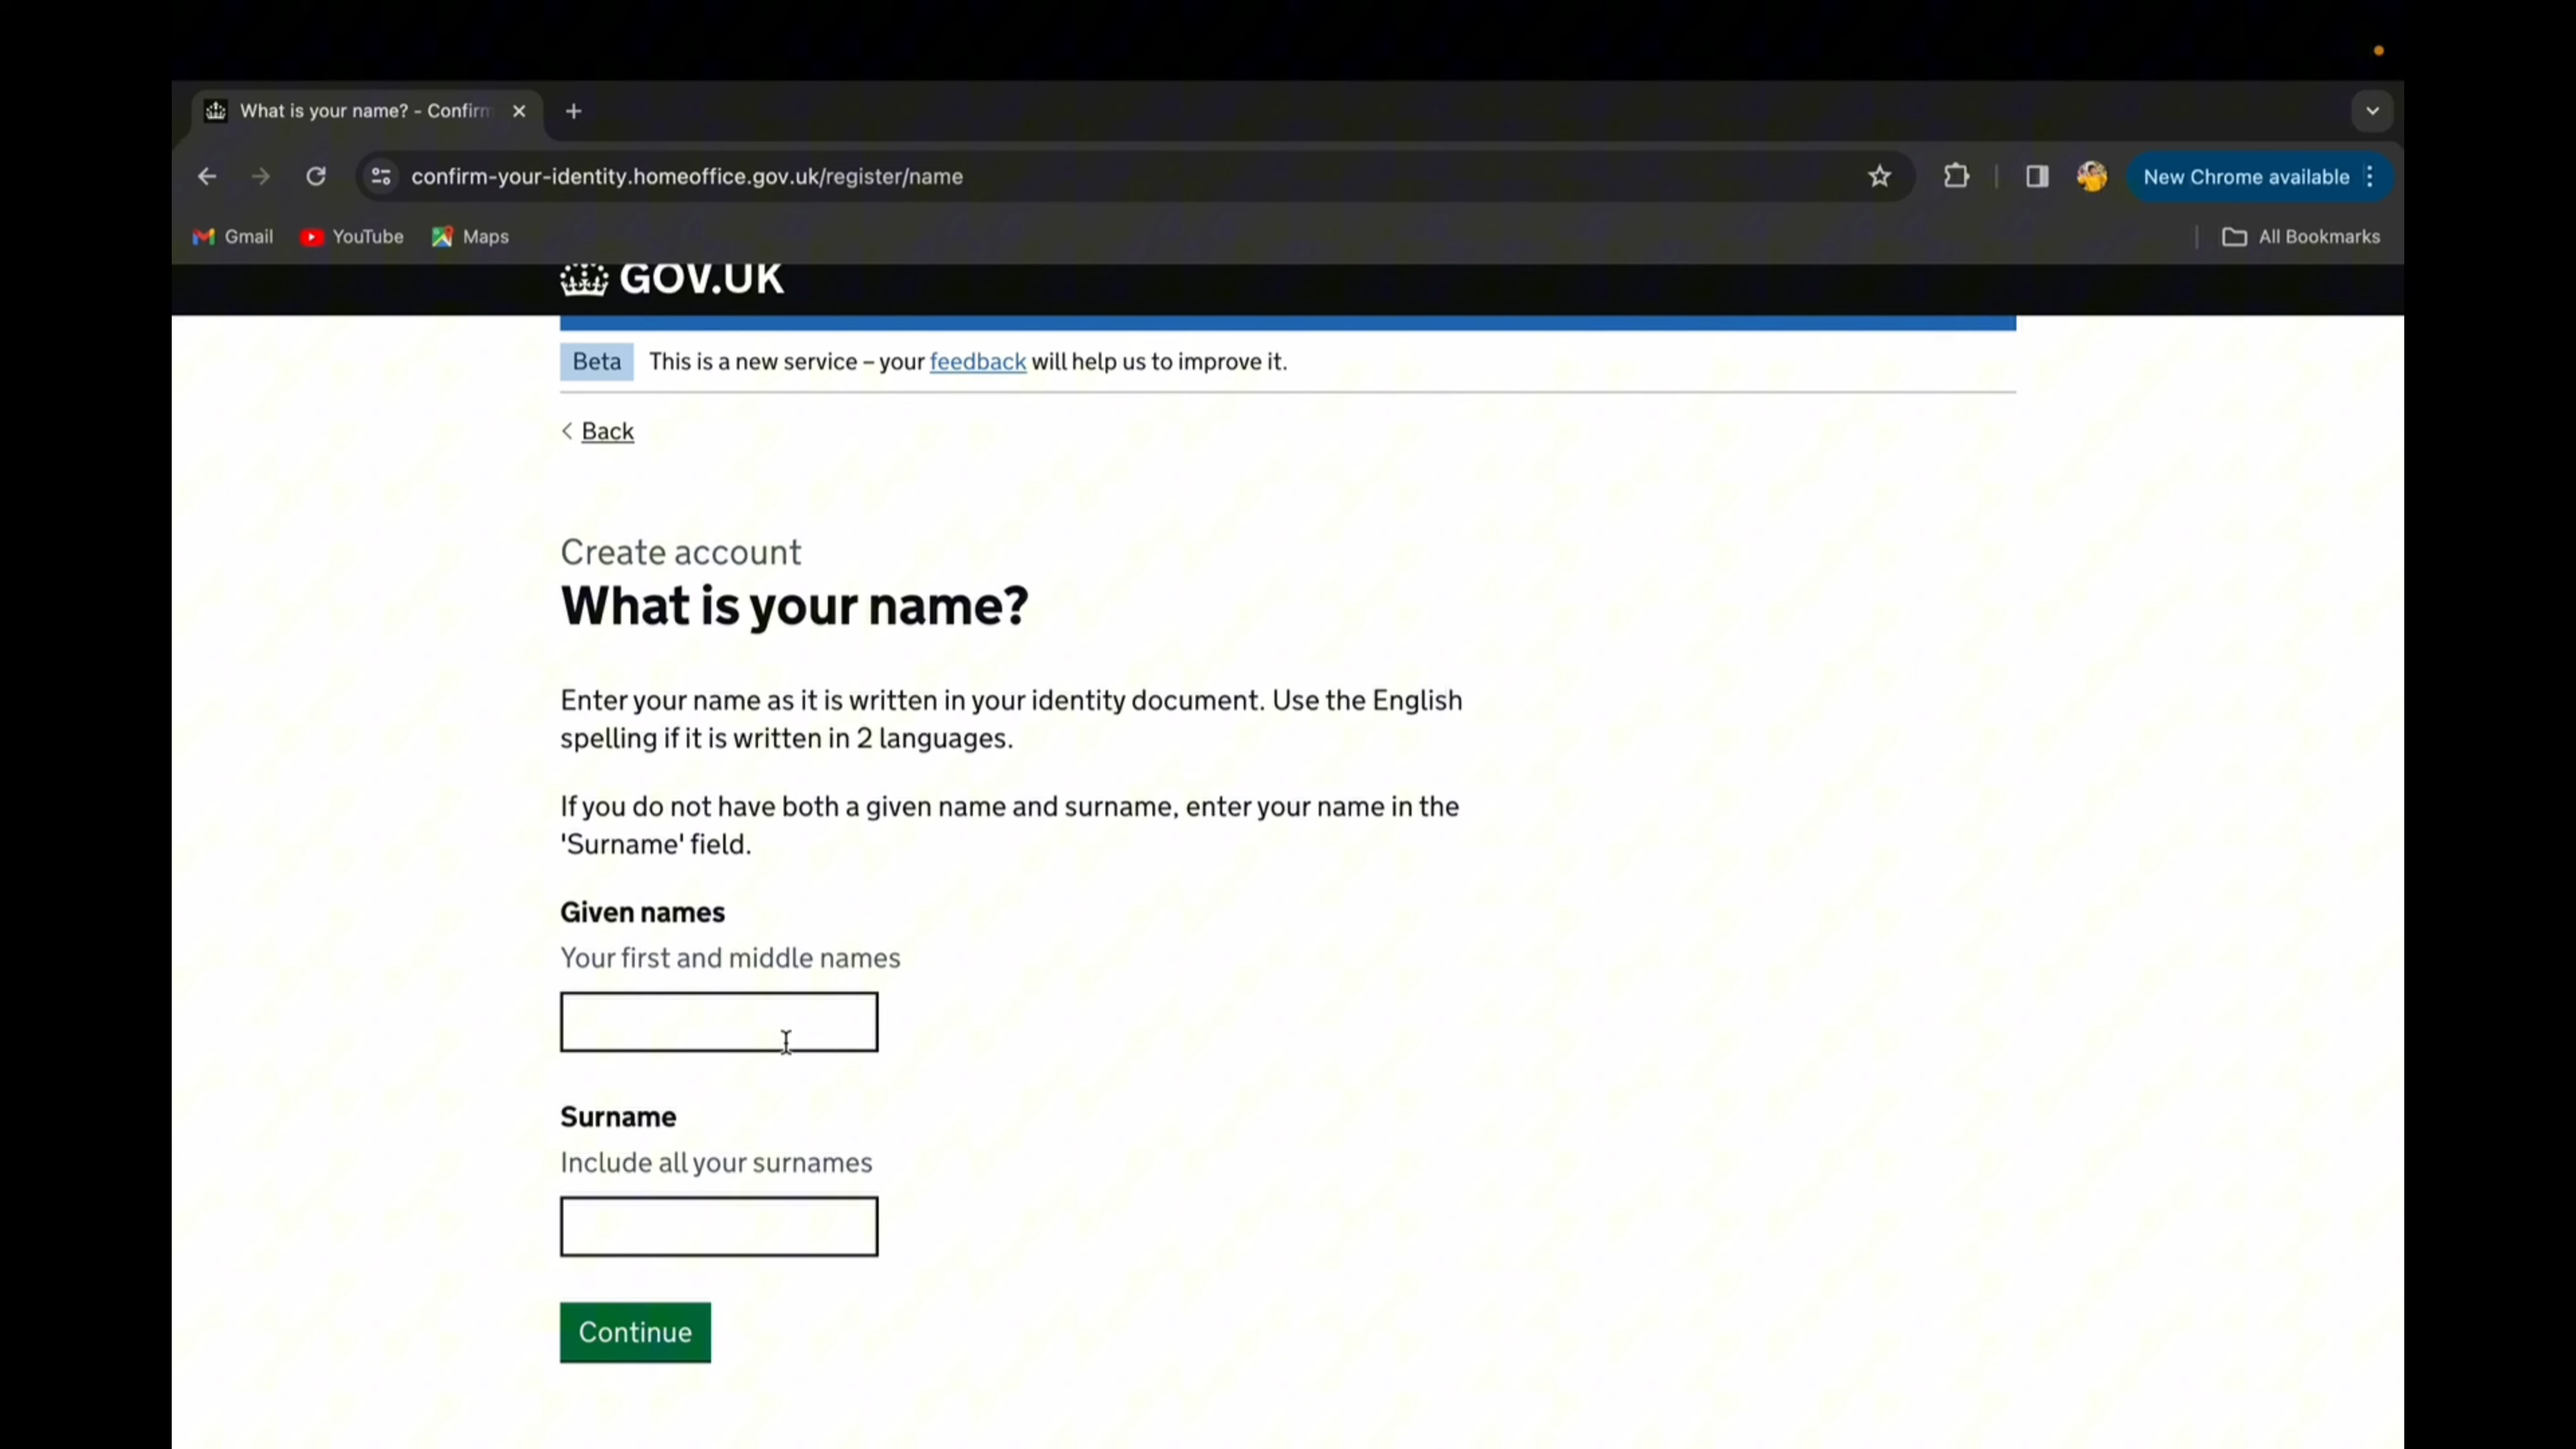 What is your name? - Confirm
confirm-your-identity.homeoffice.gov.uk/register/name
New Chrome available
Gmail
YouTube
Maps
All Bookmarks
GOV.UK
Beta
This is a new service – your feedback will help us to improve it.
Back
Create account
What is your name?
Enter your name as it is written in your identity document. Use the English
spelling if it is written in 2 languages.
If you do not have both a given name and surname, enter your name in the
'Surname' field.
Given names
Your first and middle names
Surname
Include all your surnames
Continue